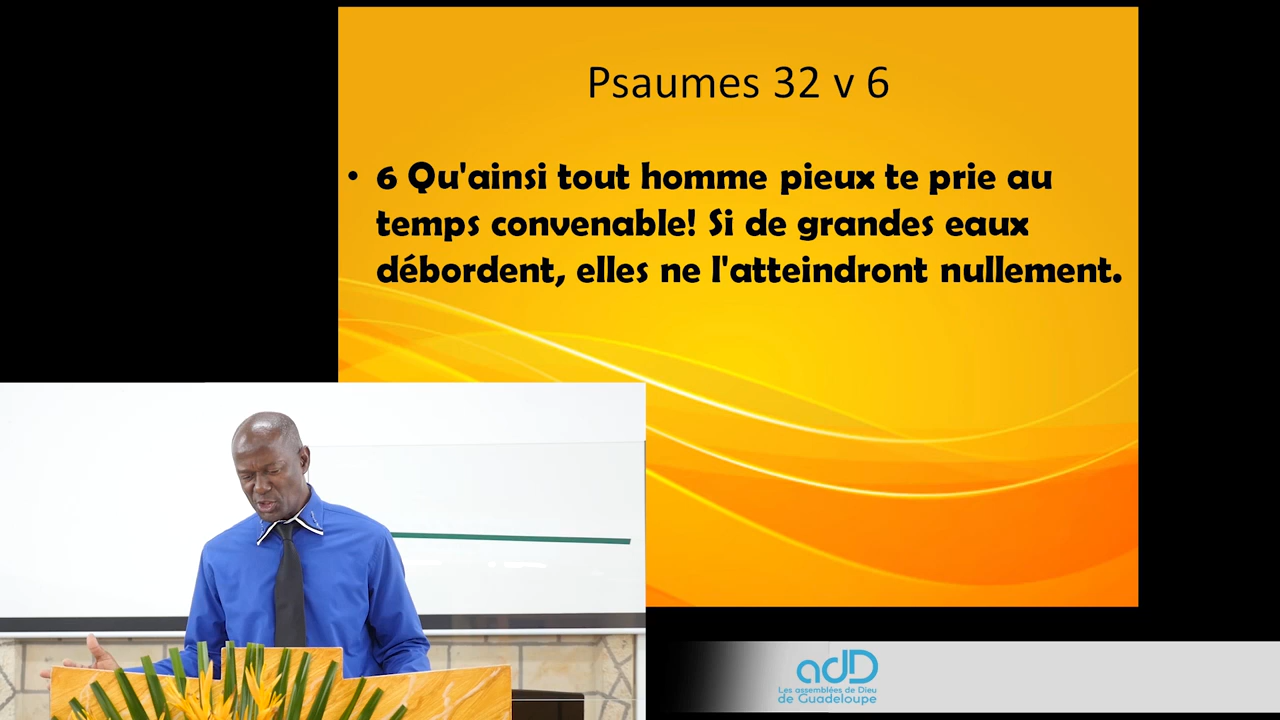 Psaumes 32 v 6
• 6 Qu'ainsi tout homme pieux te prie au
temps convenable! Si de grandes eaux
débordent, elles ne l'atteindront nullement.
adD
Les assemblées de Dieu
de Guadeloupe